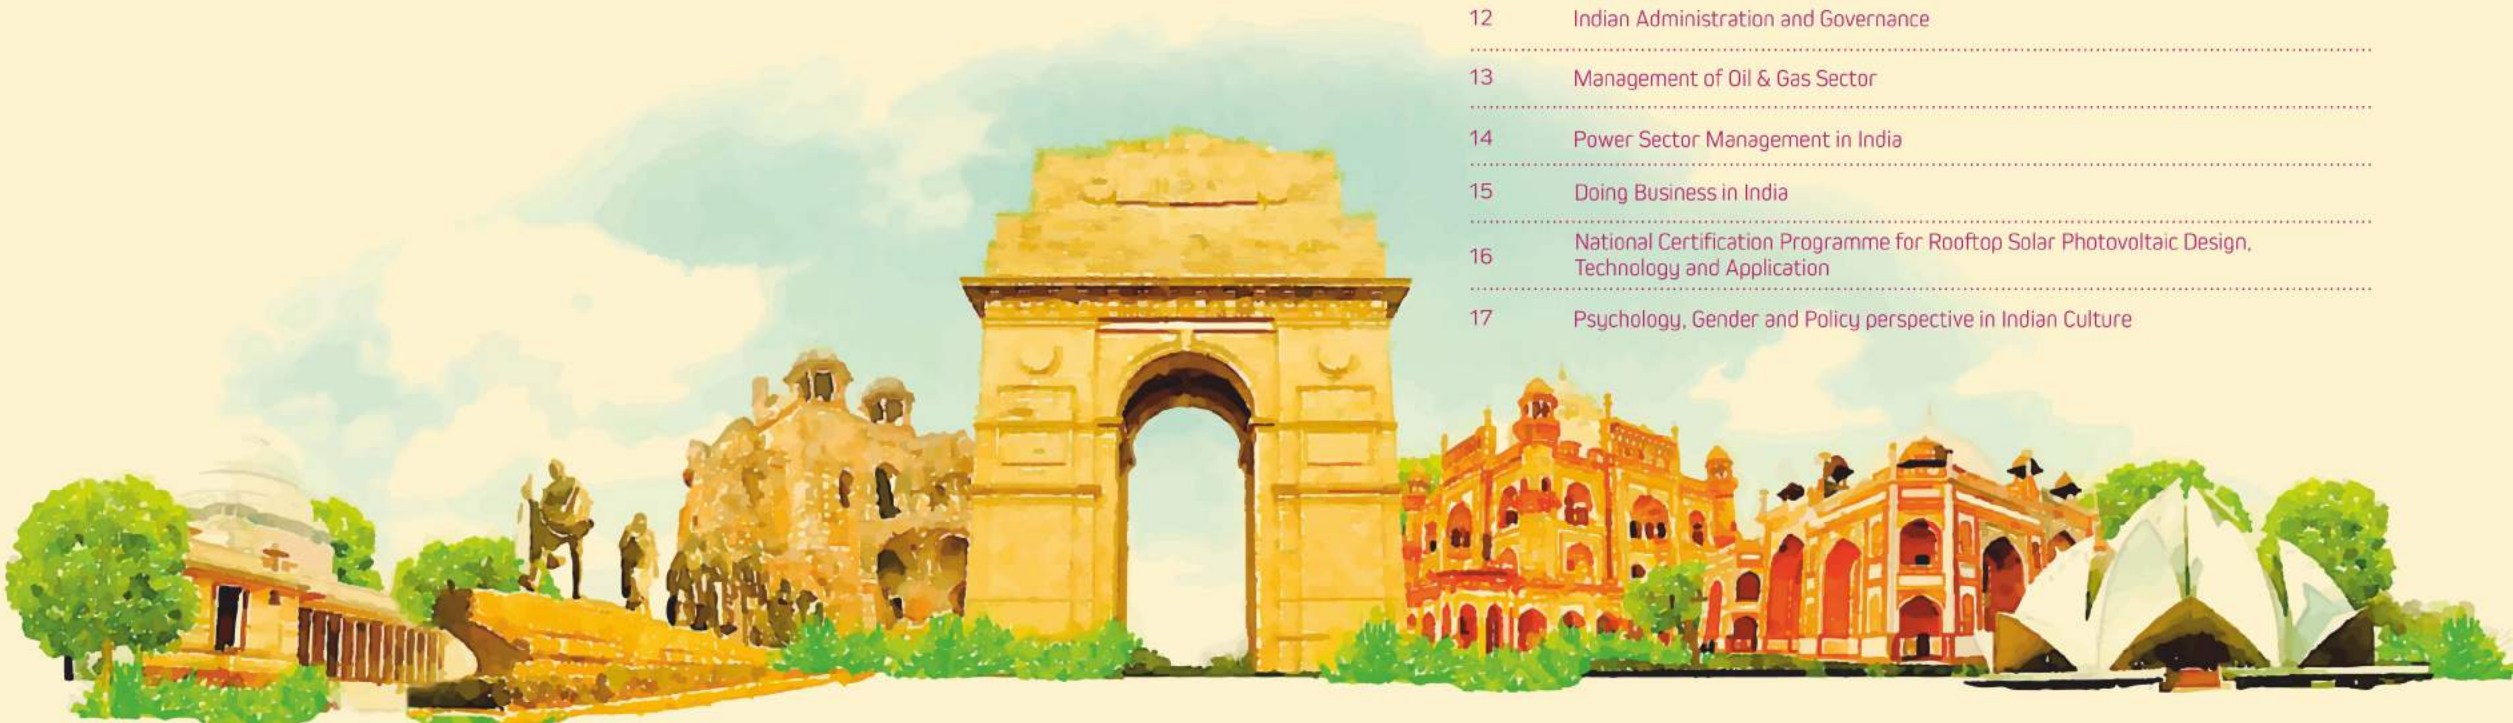 12 Indian Administration and Governance
13 Management of Oil & Gas Sector
14 Power Sector Management in India
15 Doing Business in India
16 National Certification Programme for Rooftop Solar Photovoltaic Design,
Technology and Application
17 Psychology, Gender and Policy perspective in Indian Culture